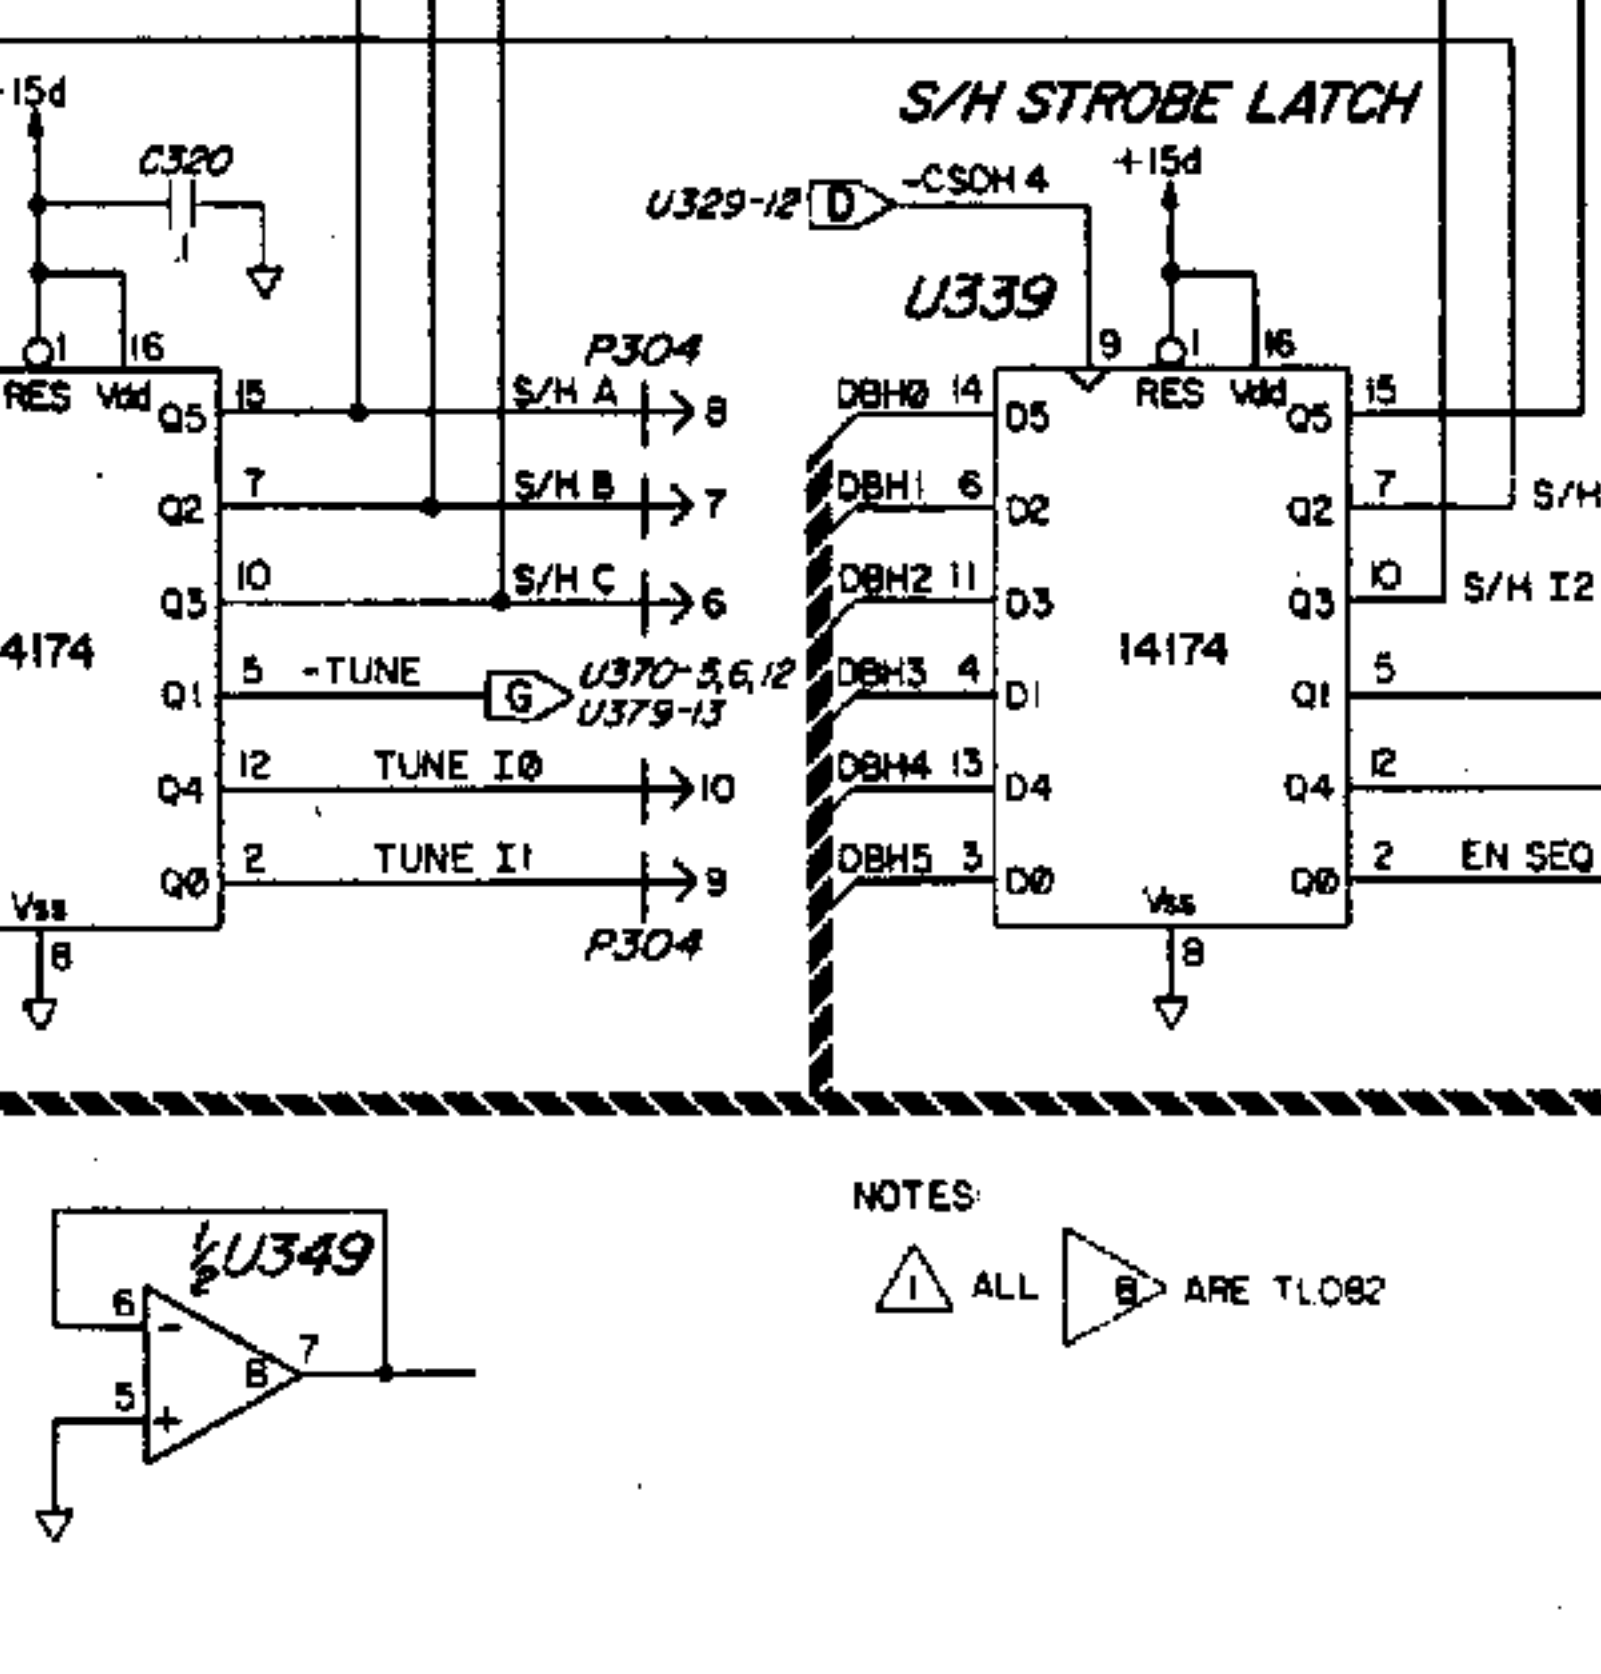 +15d
C320
.1
1 16
RES Vdd
15
Q5
S/H A
P304
8
7
Q2
S/H B
7
10
Q3
S/H C
6
4174
5
Q1
-TUNE
G
U370-5,6,12
U379-13
12
Q4
TUNE I0
10
2
Q0
TUNE I1
9
Vss
8
P304
S/H STROBE LATCH
+15d
U329-12 D -CSOH 4
U339
9 1 16
RES Vdd
DBH0 14 D5 Q5 15
DBH1 6 D2 Q2 7 S/H
DBH2 11 D3 Q3 10 S/H I2
14174
DBH3 4 D1 Q1 5
DBH4 13 D4 Q4 12
DBH5 3 D0 Q0 2 EN SEQ
Vss
8
1/2 U349
6 -
B 7
5 +
NOTES:
1 ALL B ARE TL082